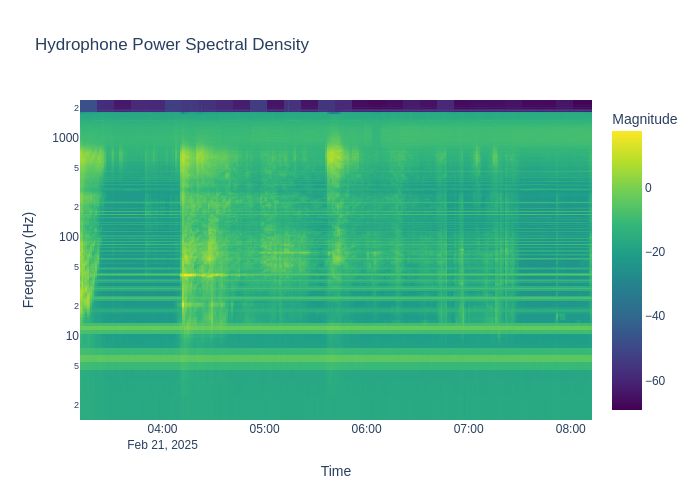 Hydrophone Power Spectral Density
Magnitude
0
−20
−40
−60
Frequency (Hz)
2
1000
5
2
100
5
2
10
5
2
04:00 05:00 06:00 07:00 08:00
Feb 21, 2025
Time